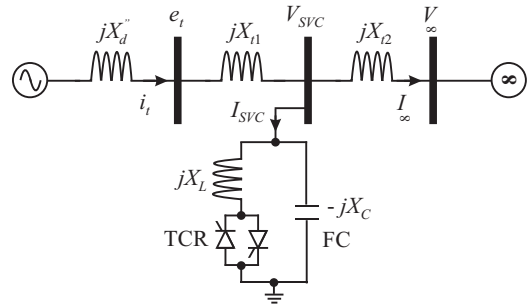 e_t V_SVC V_∞
jX_d'' jX_t1 jX_t2
∞
i_t I_SVC I_∞
jX_L - jX_C
TCR FC